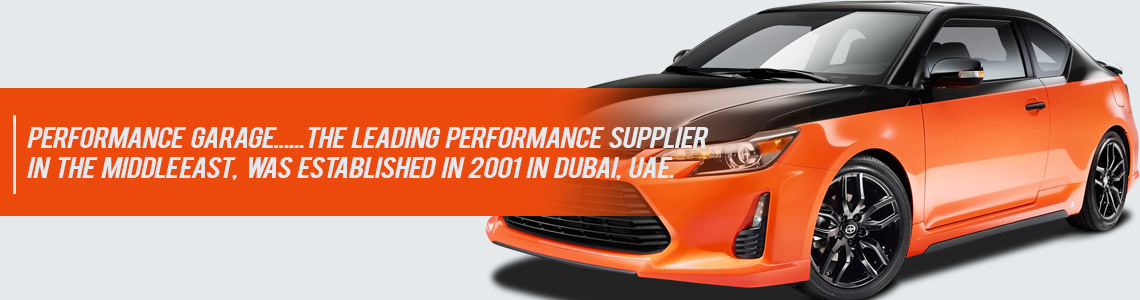 PERFORMANCE GARAGE......THE LEADING PERFORMANCE SUPPLIER
IN THE MIDDLEEAST, WAS ESTABLISHED IN 2001 IN DUBAI, UAE.